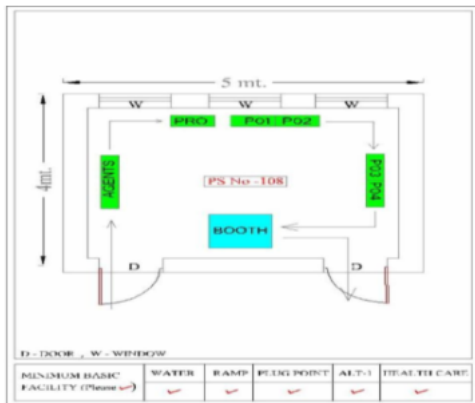 5 mt.
W W W
PRO P01 P02
4mt.
AGENTS
P03 P04
PS No -108
BOOTH
D D
D - DOOR , W - WINDOW
MINIMUM BASIC WATER RAMP PLUG POINT ALT-1 HEALTH CARE
FACILITY (Please ✓) ✓ ✓ ✓ ✓ ✓